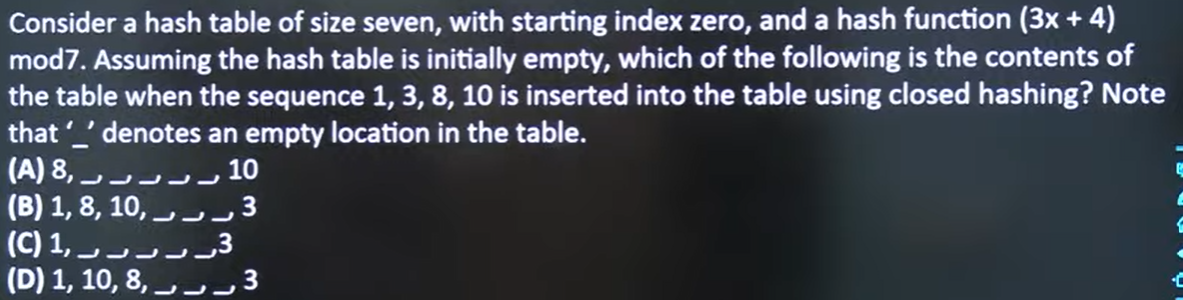 Consider a hash table of size seven, with starting index zero, and a hash function (3x + 4)
mod7. Assuming the hash table is initially empty, which of the following is the contents of
the table when the sequence 1, 3, 8, 10 is inserted into the table using closed hashing? Note
that ‘_’ denotes an empty location in the table.
(A) 8, _, _, _, _, _, 10
(B) 1, 8, 10, _, _, _, 3
(C) 1, _, _, _, _, _,3
(D) 1, 10, 8, _, _, _, 3